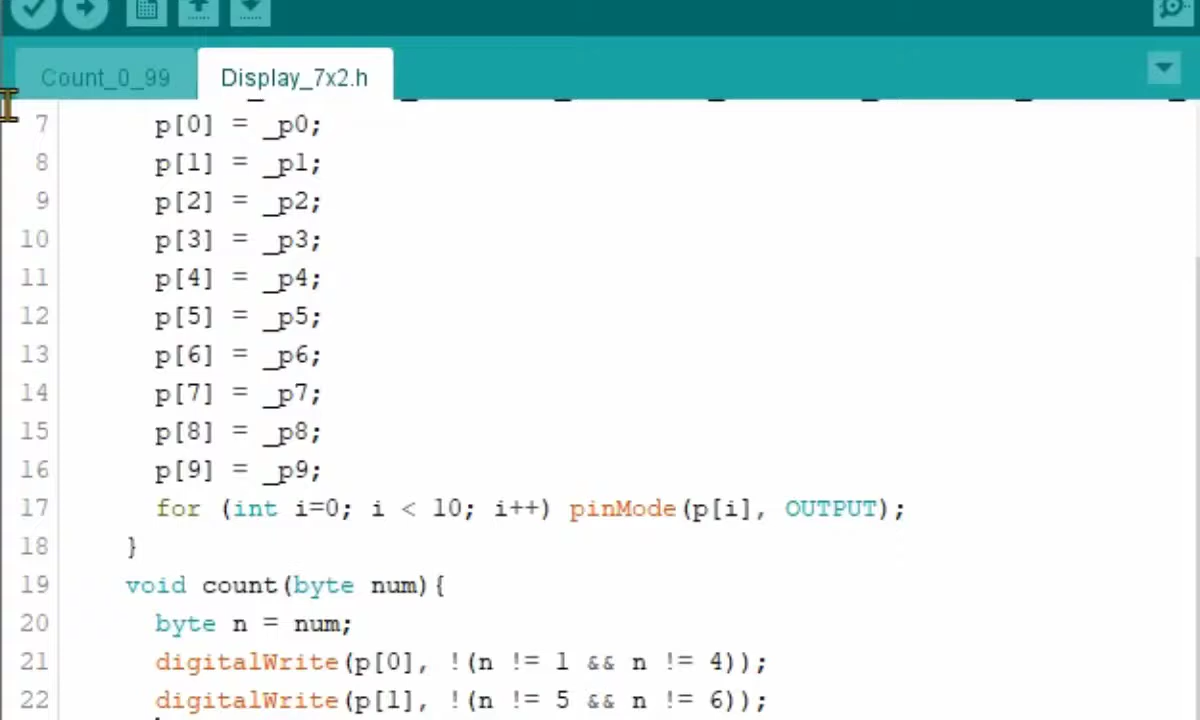 Count_0_99 Display_7x2.h
7 p[0] = _p0;
8 p[1] = _p1;
9 p[2] = _p2;
10 p[3] = _p3;
11 p[4] = _p4;
12 p[5] = _p5;
13 p[6] = _p6;
14 p[7] = _p7;
15 p[8] = _p8;
16 p[9] = _p9;
17 for (int i=0; i < 10; i++) pinMode(p[i], OUTPUT);
18 }
19 void count(byte num){
20 byte n = num;
21 digitalWrite(p[0], !(n != 1 && n != 4));
22 digitalWrite(p[1], !(n != 5 && n != 6));